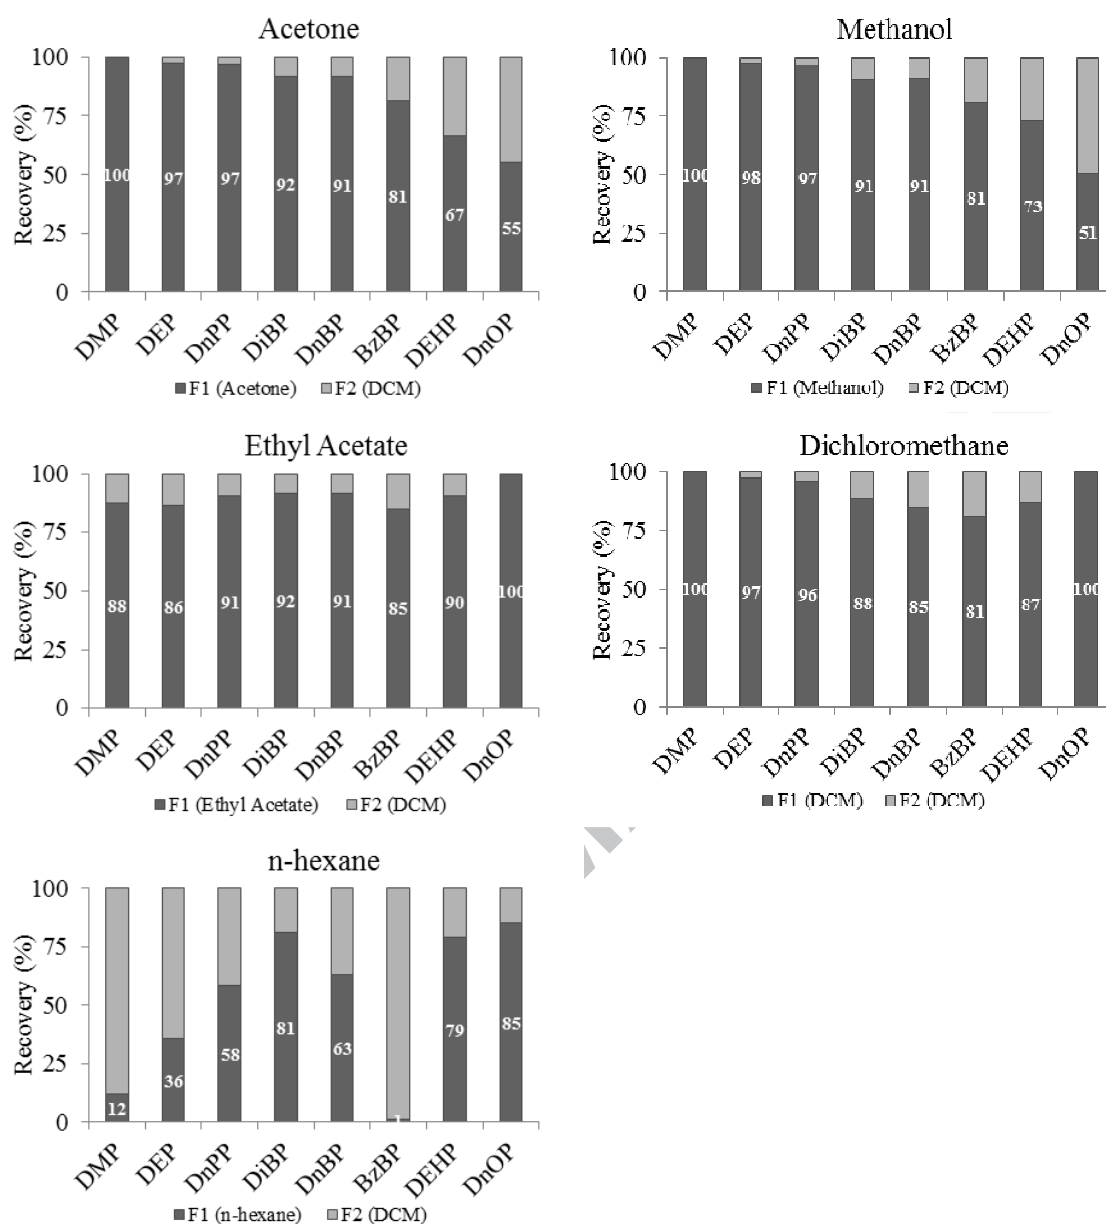 Acetone
Recovery (%)
100
75
50
25
0
100 97 97 92 91 81 67 55
DMP DEP DnPP DiBP DnBP BzBP DEHP DnOP
F1 (Acetone) F2 (DCM)
Methanol
Recovery (%)
100
75
50
25
0
100 98 97 91 91 81 73 51
DMP DEP DnPP DiBP DnBP BzBP DEHP DnOP
F1 (Methanol) F2 (DCM)
Ethyl Acetate
Recovery (%)
100
75
50
25
0
88 86 91 92 91 85 90 100
DMP DEP DnPP DiBP DnBP BzBP DEHP DnOP
F1 (Ethyl Acetate) F2 (DCM)
Dichloromethane
Recovery (%)
100
75
50
25
0
100 97 96 88 85 81 87 100
DMP DEP DnPP DiBP DnBP BzBP DEHP DnOP
F1 (DCM) F2 (DCM)
n-hexane
Recovery (%)
100
75
50
25
0
12 36 58 81 63 1 79 85
DMP DEP DnPP DiBP DnBP BzBP DEHP DnOP
F1 (n-hexane) F2 (DCM)